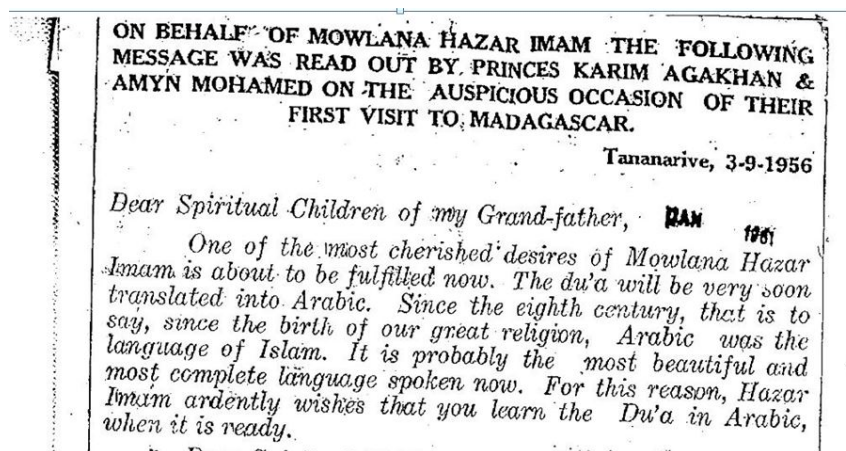 ON BEHALF OF MOWLANA HAZAR IMAM THE FOLLOWING
MESSAGE WAS READ OUT BY PRINCES KARIM AGAKHAN &
AMYN MOHAMED ON THE AUSPICIOUS OCCASION OF THEIR
FIRST VISIT TO MADAGASCAR.
Tananarive, 3-9-1956
Dear Spiritual Children of my Grand-father,
One of the most cherished desires of Mowlana Hazar
Imam is about to be fulfilled now. The du'a will be very soon
translated into Arabic. Since the eighth century, that is to
say, since the birth of our great religion, Arabic was the
language of Islam. It is probably the most beautiful and
most complete language spoken now. For this reason, Hazar
Imam ardently wishes that you learn the Du'a in Arabic,
when it is ready.